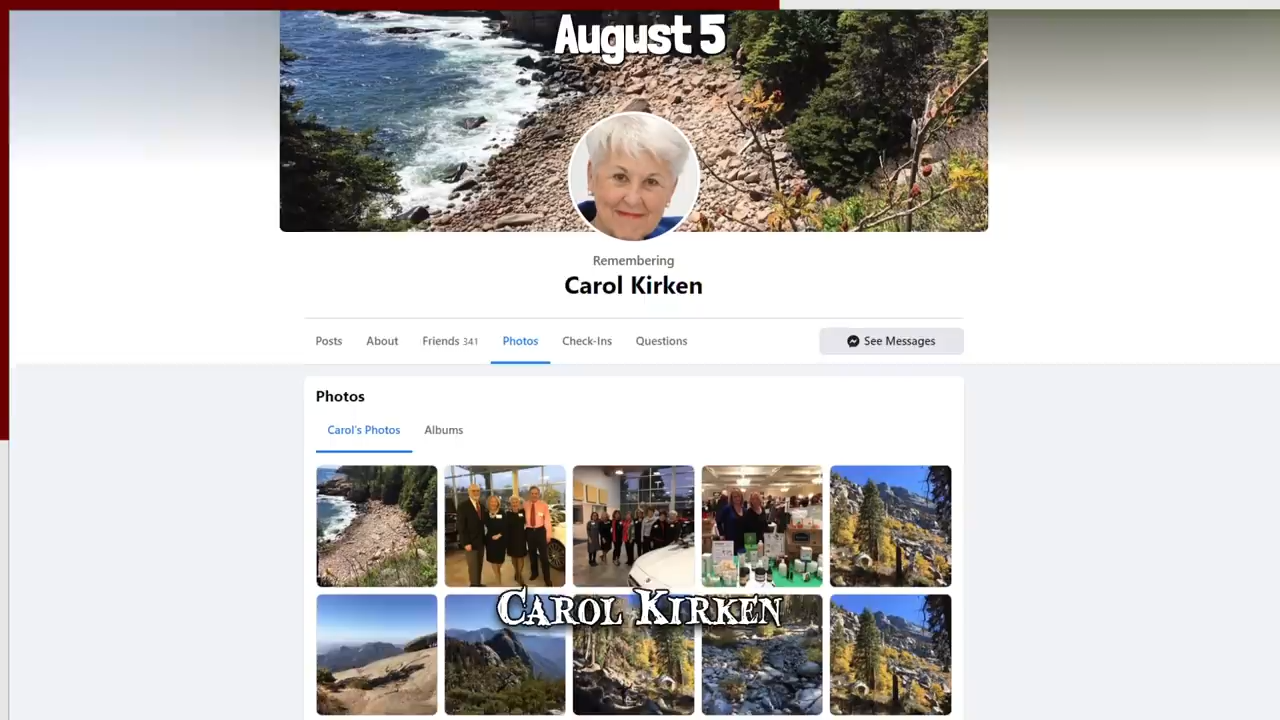 August 5
Remembering
Carol Kirken
Posts About Friends 341 Photos Check-Ins Questions See Messages
Photos
Carol's Photos Albums
Carol Kirken